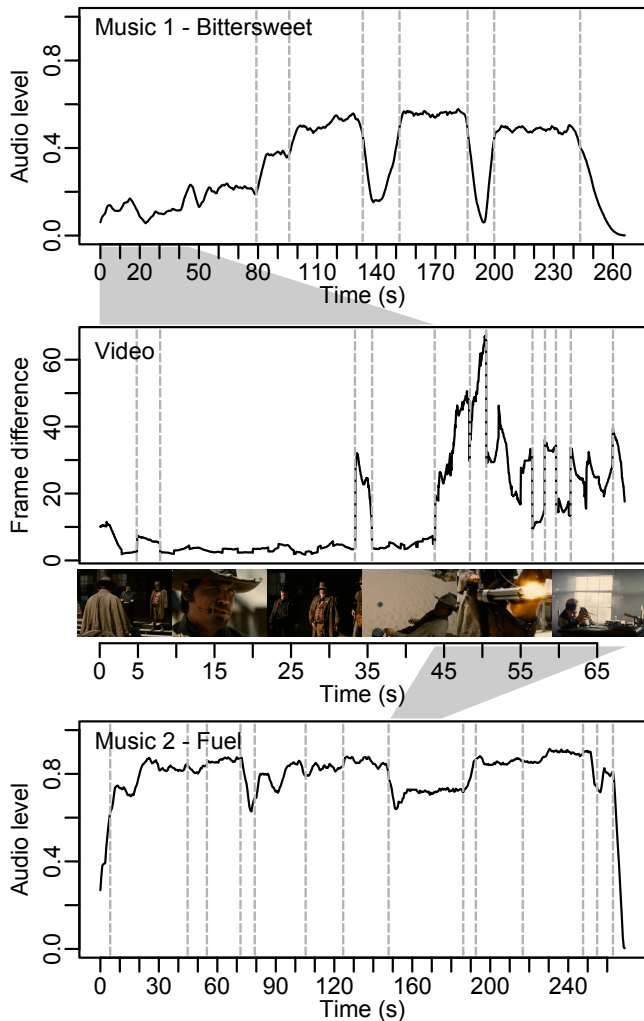 Music 1 - Bittersweet
Audio level
0.0 0.4 0.8
0 20 50 80 110 140 170 200 230 260
Time (s)
Video
Frame difference
0 20 40 60
0 5 15 25 35 45 55 65
Time (s)
Music 2 - Fuel
Audio level
0.0 0.4 0.8
0 30 60 90 120 160 200 240
Time (s)